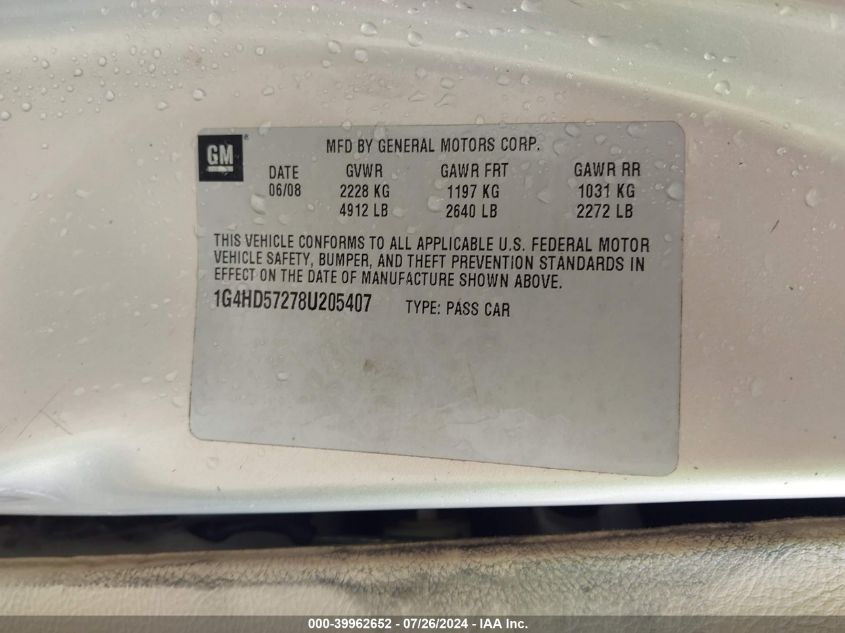 GM
MFD BY GENERAL MOTORS CORP.
DATE GVWR GAWR FRT GAWR RR
06/08 2228 KG 1197 KG 1031 KG
4912 LB 2640 LB 2272 LB
THIS VEHICLE CONFORMS TO ALL APPLICABLE U.S. FEDERAL MOTOR
VEHICLE SAFETY, BUMPER, AND THEFT PREVENTION STANDARDS IN
EFFECT ON THE DATE OF MANUFACTURE SHOWN ABOVE.
1G4HD57278U205407 TYPE: PASS CAR
000-39962652 - 07/26/2024 - IAA Inc.